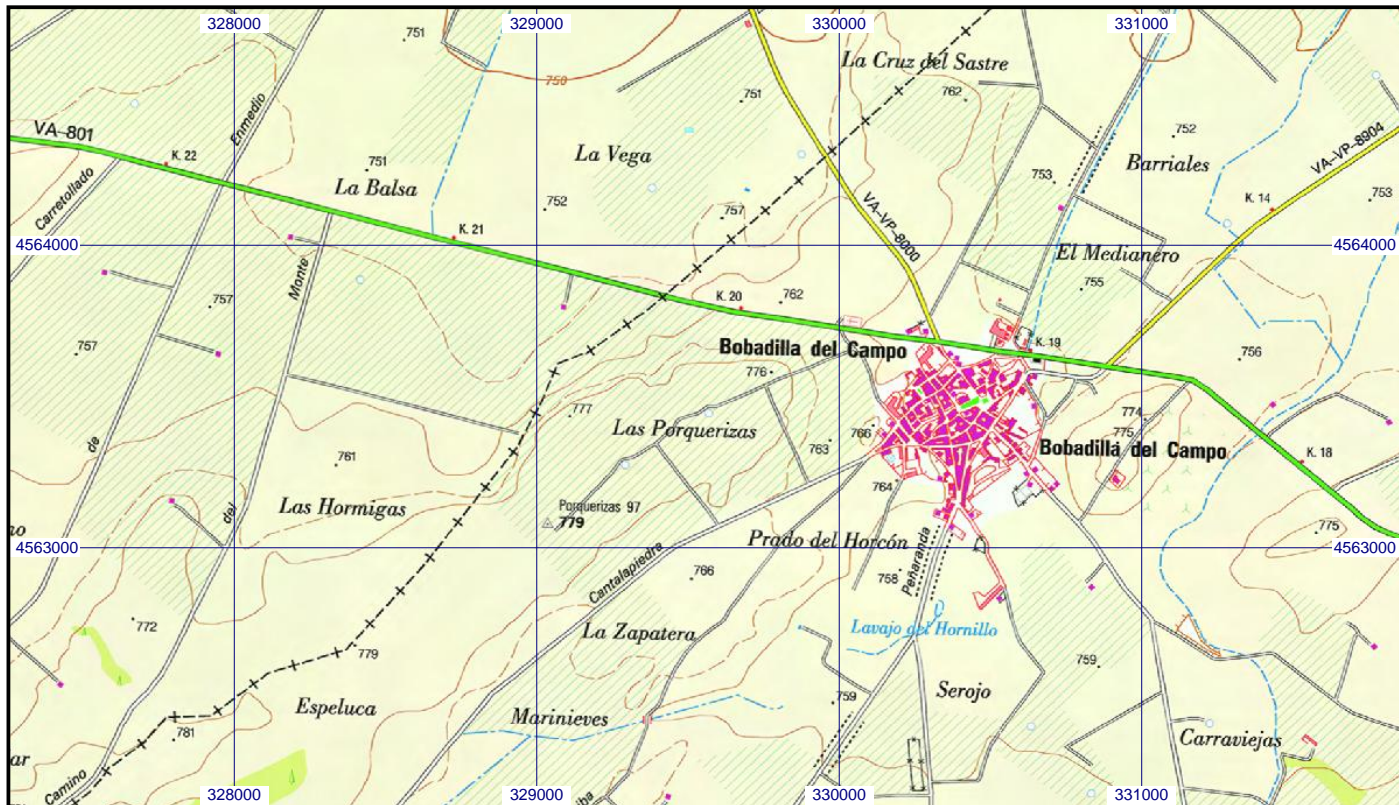 328000
329000
330000
331000
751
750
La Cruz del Sastre
762
751
Enmedio
VA-801
K. 22
752
La Vega
751
La Balsa
Barriales
VA-VP-8904
753
753
K. 14
Carretollado
752
757
K. 21
VA-VP-8000
4564000
4564000
El Medianero
Monte
755
757
K. 20
762
757
Bobadilla del Campo
K. 19
756
776
777
774
Las Porquerizas
766
775
763
Bobadilla del Campo
K. 18
de
761
764
Las Hormigas
Porquerizas 97
779
del
775
no
Prado del Horcón
4563000
4563000
Cantalapiedra
766
758
Peñaranda
772
La Zapatera
Lavajo del Hornillo
779
759
Serojo
759
Espeluca
Marinieves
781
Carraviejas
ar
Camino
iba
328000
329000
330000
331000